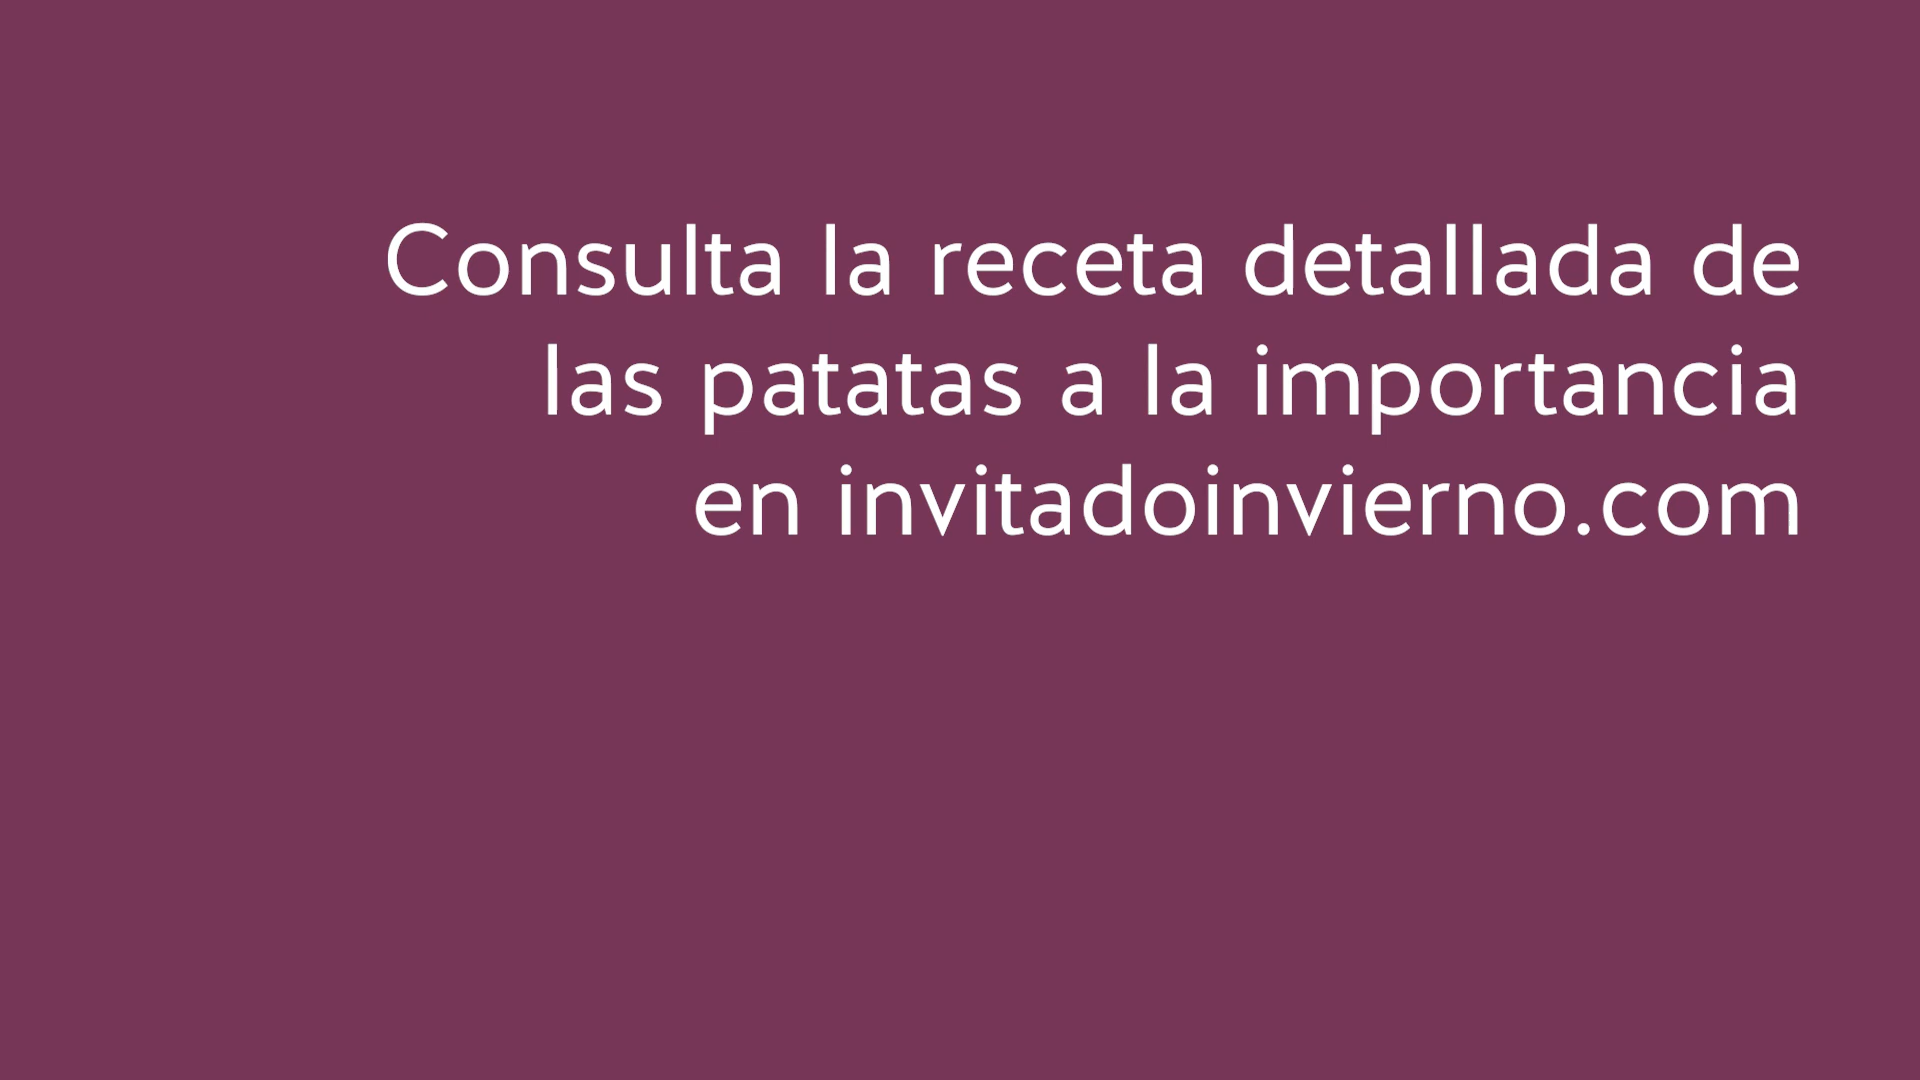 Consulta la receta detallada de
las patatas a la importancia
en invitadoinvierno.com